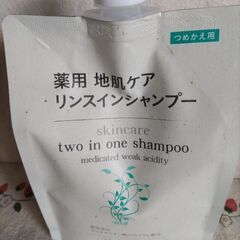 つめかえ用
薬用 地肌ケア
リンスインシャンプー
skincare
two in one shampoo
medicated weak acidity